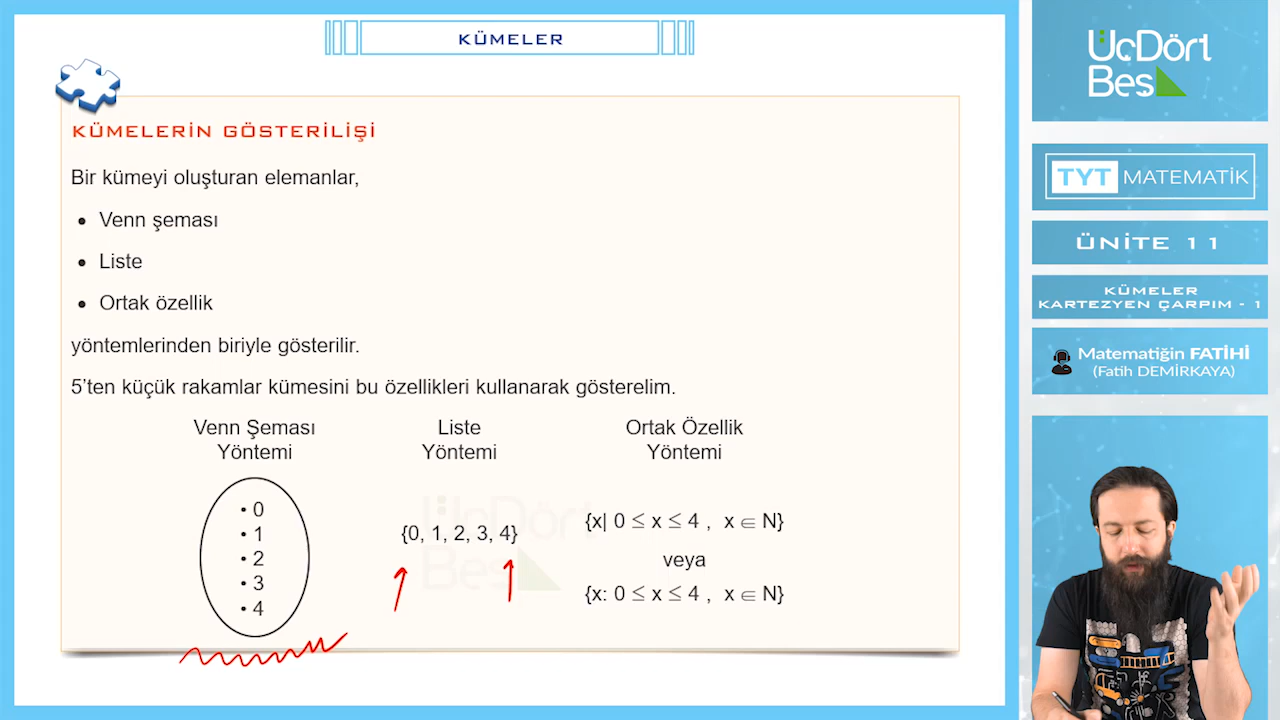 KÜMELER
KÜMELERİN GÖSTERİLİŞİ
Bir kümeyi oluşturan elemanlar,
• Venn şeması
• Liste
• Ortak özellik
yöntemlerinden biriyle gösterilir.
5'ten küçük rakamlar kümesini bu özellikleri kullanarak gösterelim.
Venn Şeması
Yöntemi
• 0
• 1
• 2
• 3
• 4
Liste
Yöntemi
{0, 1, 2, 3, 4}
Ortak Özellik
Yöntemi
{x| 0 ≤ x ≤ 4 , x ∈ N}
veya
{x: 0 ≤ x ≤ 4 , x ∈ N}
ÜçDört
Beş
ÜçDört
Beş
TYT MATEMATİK
ÜNİTE 11
KÜMELER
KARTEZYEN ÇARPIM - 1
Matematiğin FATİHİ
(Fatih DEMİRKAYA)